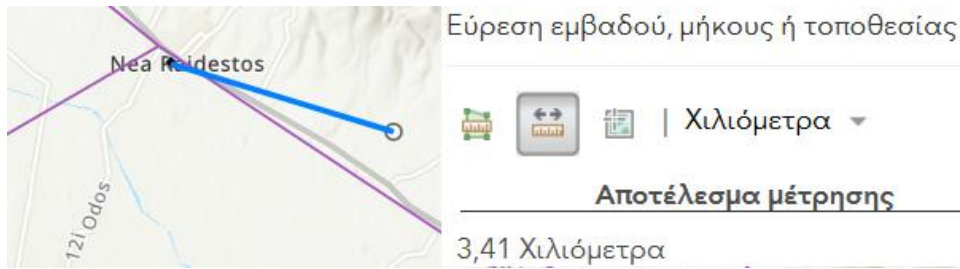 Nea Raidestos
12i Odos
Εύρεση εμβαδού, μήκους ή τοποθεσίας
| Χιλιόμετρα
Αποτέλεσμα μέτρησης
3,41 Χιλιόμετρα